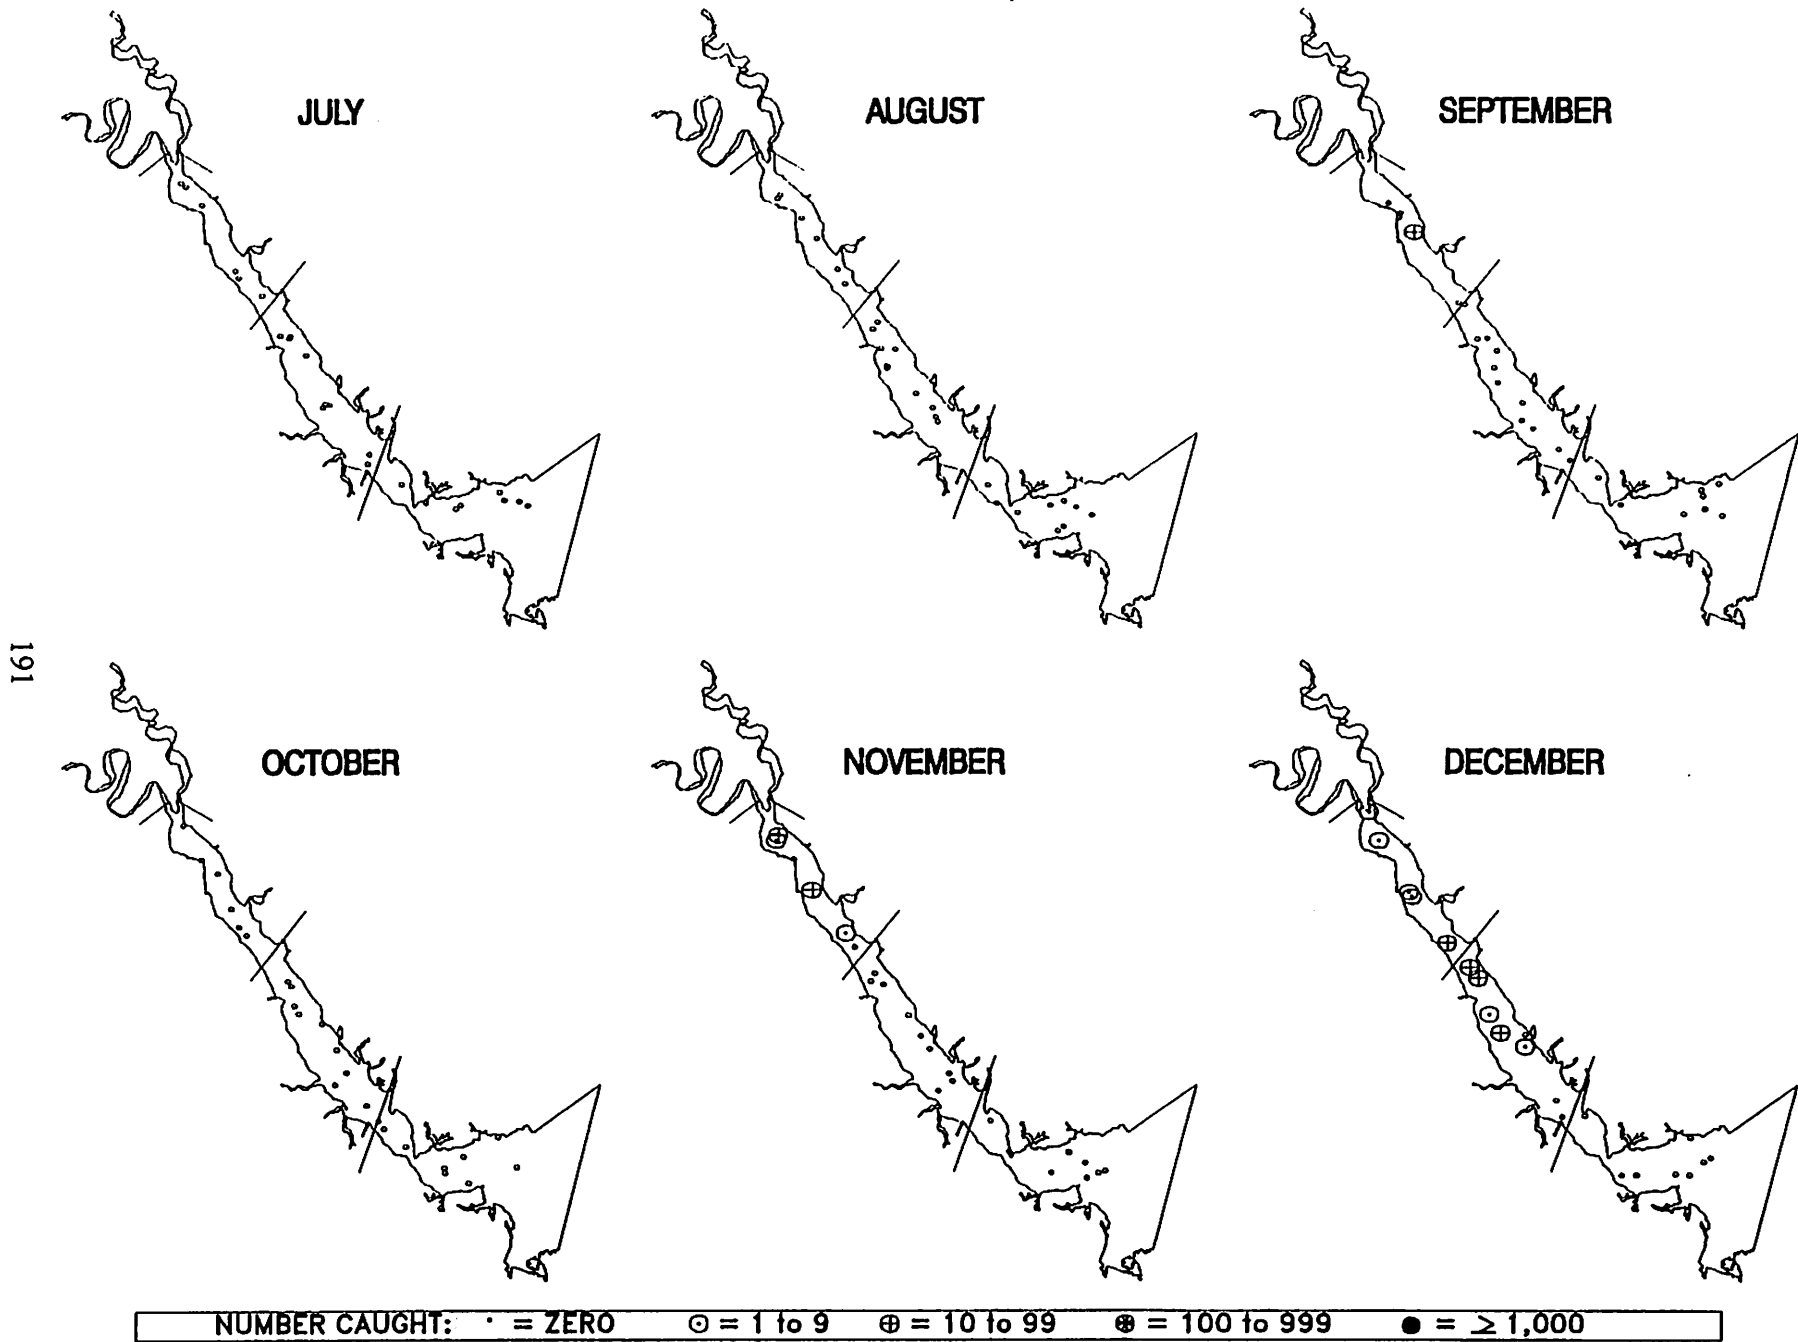 JULY
AUGUST
SEPTEMBER
191
OCTOBER
NOVEMBER
DECEMBER
NUMBER CAUGHT: · = ZERO ⊙ = 1 to 9 ⊕ = 10 to 99 ⊕ = 100 to 999 ● = ≥ 1,000